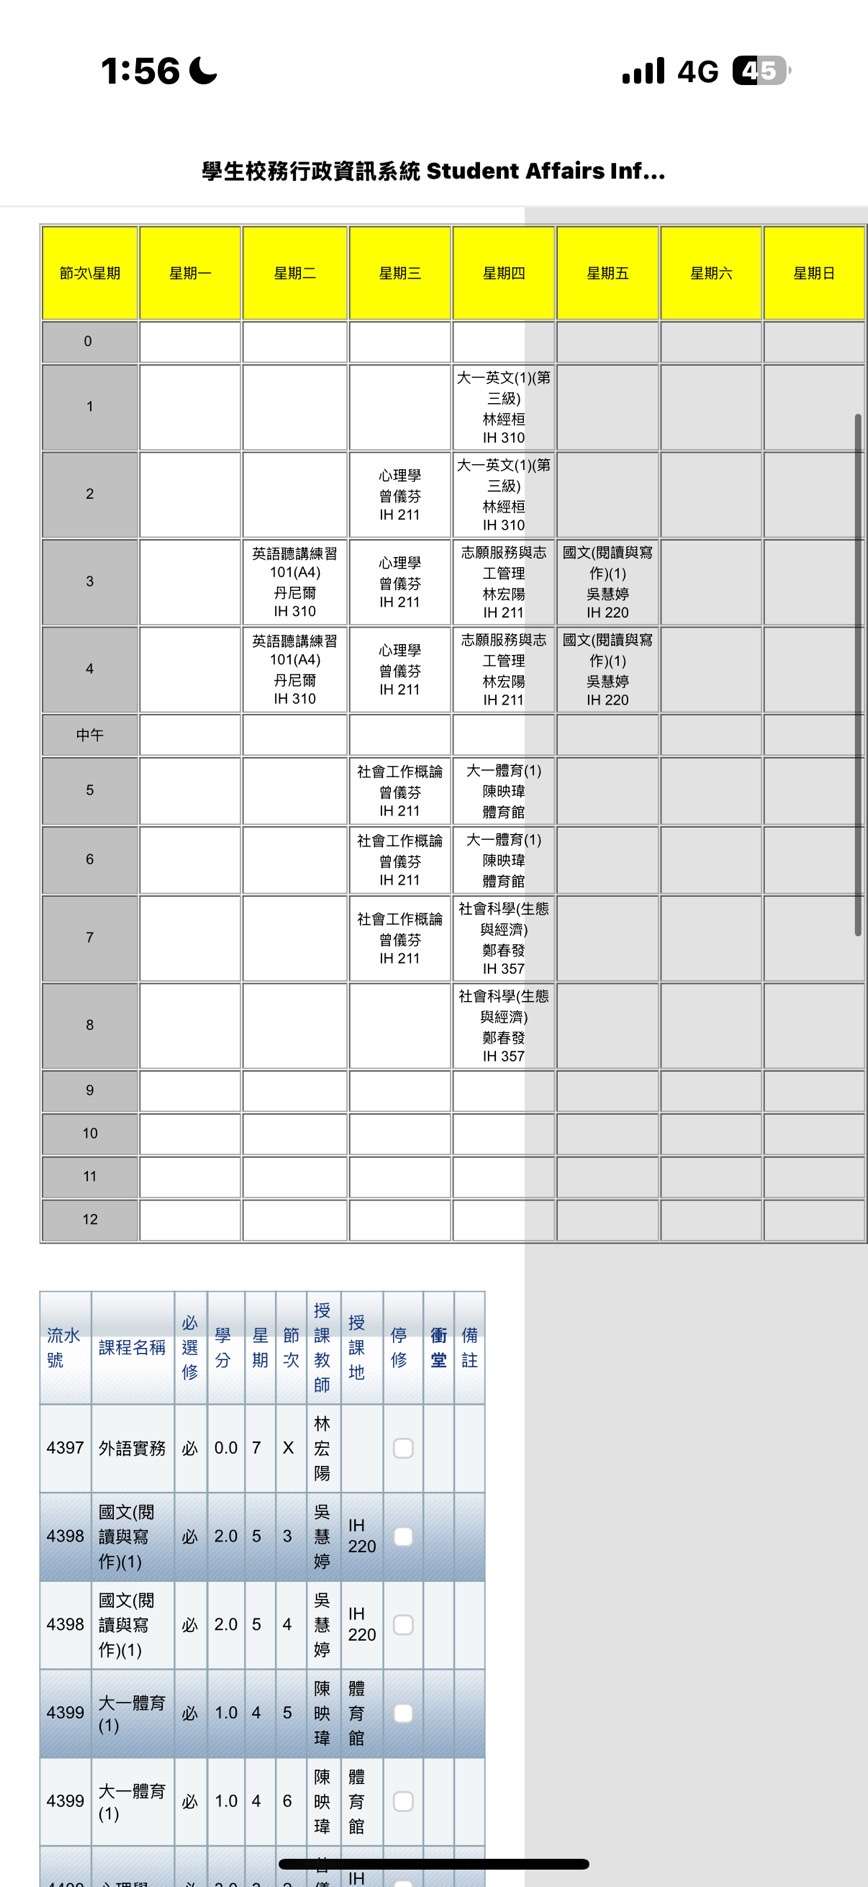 1:56
4G 45
學生校務行政資訊系統 Student Affairs Inf...
節次\星期 星期一 星期二 星期三 星期四 星期五 星期六 星期日
0
1
大一英文(1)(第
三級)
林經桓
IH 310
2
心理學
曾儀芬
IH 211
大一英文(1)(第
三級)
林經桓
IH 310
3
英語聽講練習
101(A4)
丹尼爾
IH 310
心理學
曾儀芬
IH 211
志願服務與志
工管理
林宏陽
IH 211
國文(閱讀與寫
作)(1)
吳慧婷
IH 220
4
英語聽講練習
101(A4)
丹尼爾
IH 310
心理學
曾儀芬
IH 211
志願服務與志
工管理
林宏陽
IH 211
國文(閱讀與寫
作)(1)
吳慧婷
IH 220
中午
5
社會工作概論
曾儀芬
IH 211
大一體育(1)
陳映瑋
體育館
6
社會工作概論
曾儀芬
IH 211
大一體育(1)
陳映瑋
體育館
7
社會工作概論
曾儀芬
IH 211
社會科學(生態
與經濟)
鄭春發
IH 357
8
社會科學(生態
與經濟)
鄭春發
IH 357
9
10
11
12
流水
號
課程名稱
必
選
修
學
分
星
期
節
次
授
課
教
師
授
課
地
停
修
衝
堂
備
註
4397
外語實務
必
0.0
7
X
林
宏
陽
4398
國文(閱
讀與寫
作)(1)
必
2.0
5
3
吳
慧
婷
IH
220
4398
國文(閱
讀與寫
作)(1)
必
2.0
5
4
吳
慧
婷
IH
220
4399
大一體育
(1)
必
1.0
4
5
陳
映
瑋
體
育
館
4399
大一體育
(1)
必
1.0
4
6
陳
映
瑋
體
育
館
心理學
必
IH